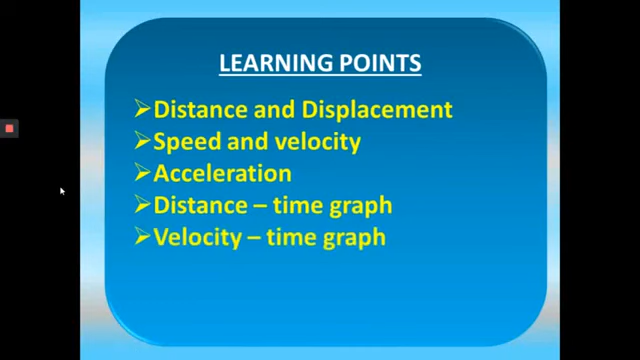 LEARNING POINTS
➢Distance and Displacement
➢Speed and velocity
➢Acceleration
➢Distance – time graph
➢Velocity – time graph